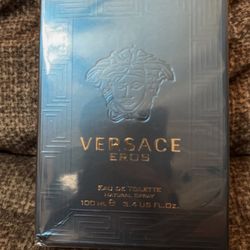 VERSACE
EROS
EAU DE TOILETTE
NATURAL SPRAY
100 ML ℮ 3.4 US FL.OZ.